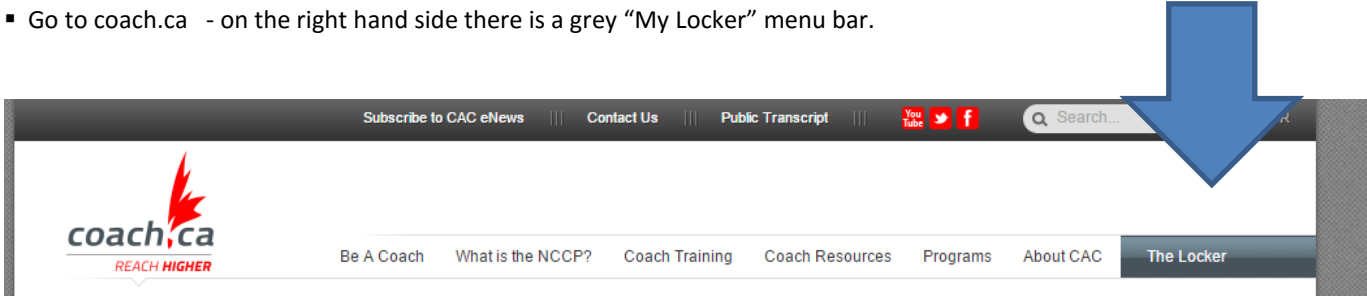 ▪ Go to coach.ca - on the right hand side there is a grey “My Locker” menu bar.
Subscribe to CAC eNews ||| Contact Us ||| Public Transcript ||| You Tube f Search... R
coach.ca
REACH HIGHER
Be A Coach What is the NCCP? Coach Training Coach Resources Programs About CAC The Locker